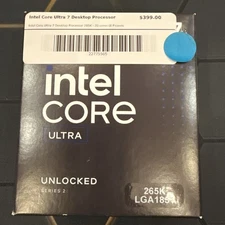 Intel Core Ultra 7 Desktop Processor $399.00
intel
CORE
ULTRA
UNLOCKED
SERIES 2
265K
LGA1851